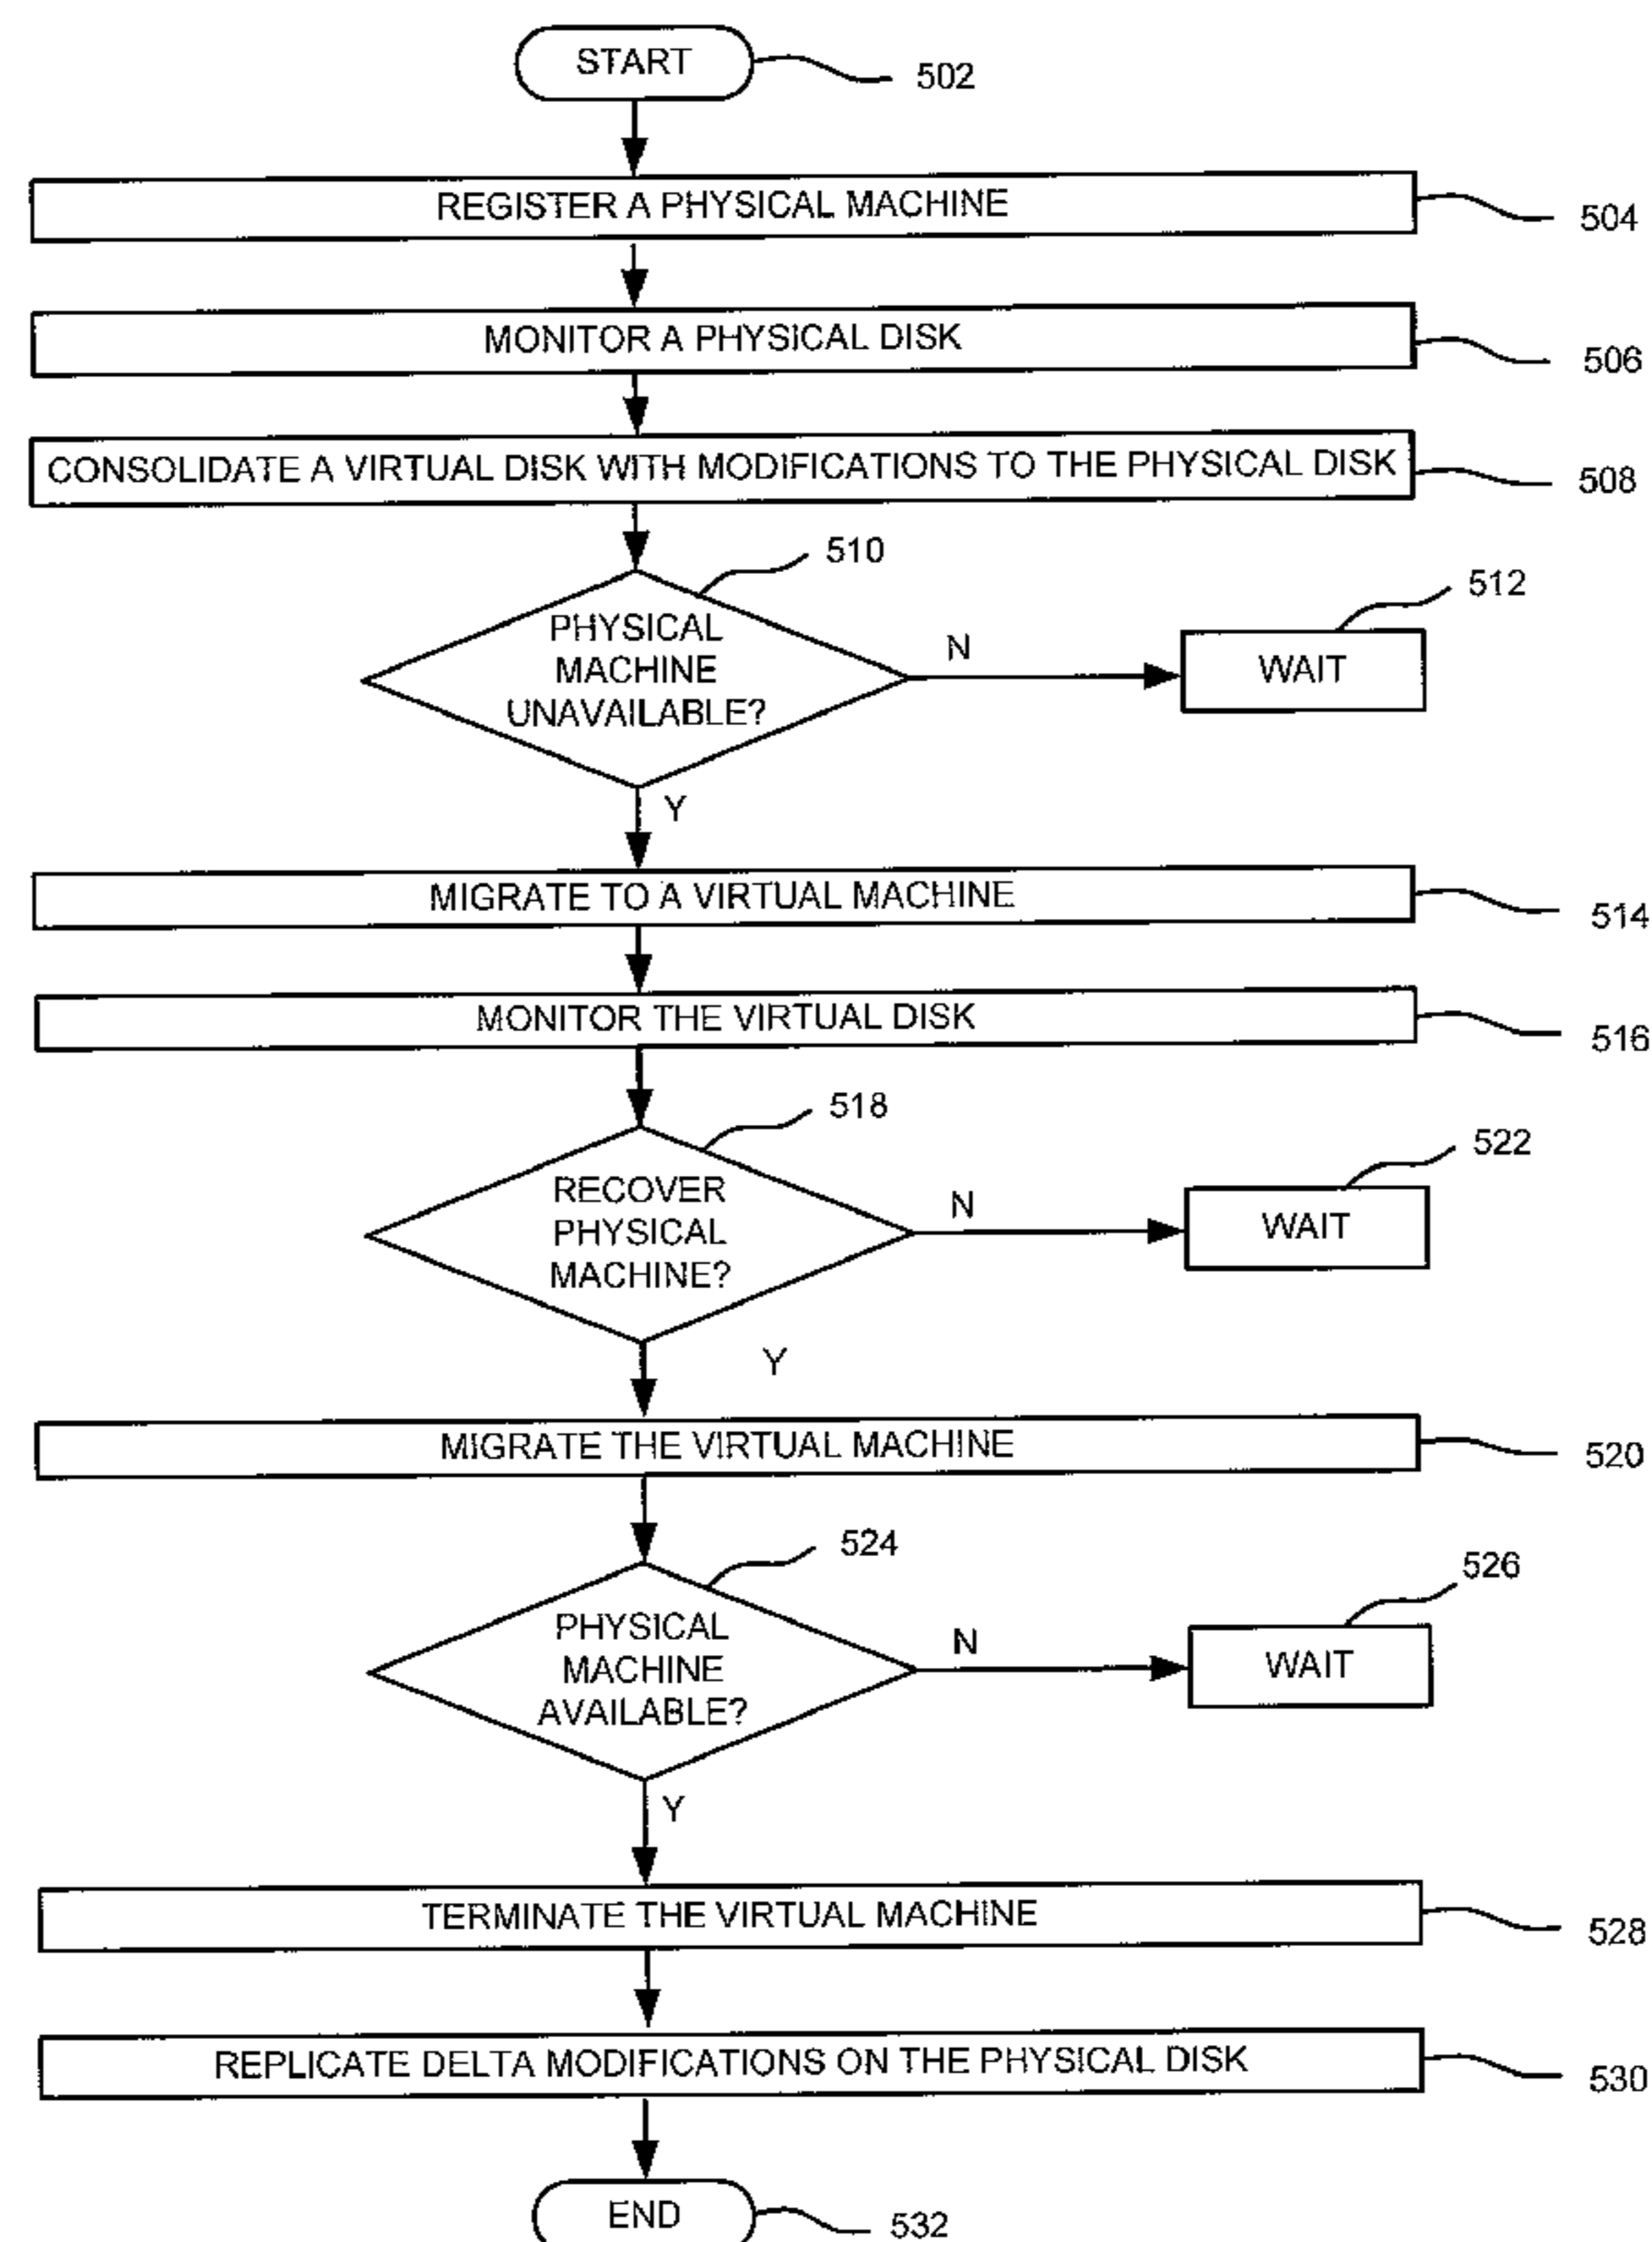 START
502
REGISTER A PHYSICAL MACHINE
504
MONITOR A PHYSICAL DISK
506
CONSOLIDATE A VIRTUAL DISK WITH MODIFICATIONS TO THE PHYSICAL DISK
508
510
PHYSICAL
MACHINE
UNAVAILABLE?
N
512
WAIT
Y
MIGRATE TO A VIRTUAL MACHINE
514
MONITOR THE VIRTUAL DISK
516
518
RECOVER
PHYSICAL
MACHINE?
N
522
WAIT
Y
MIGRATE THE VIRTUAL MACHINE
520
524
PHYSICAL
MACHINE
AVAILABLE?
N
526
WAIT
Y
TERMINATE THE VIRTUAL MACHINE
528
REPLICATE DELTA MODIFICATIONS ON THE PHYSICAL DISK
530
END
532